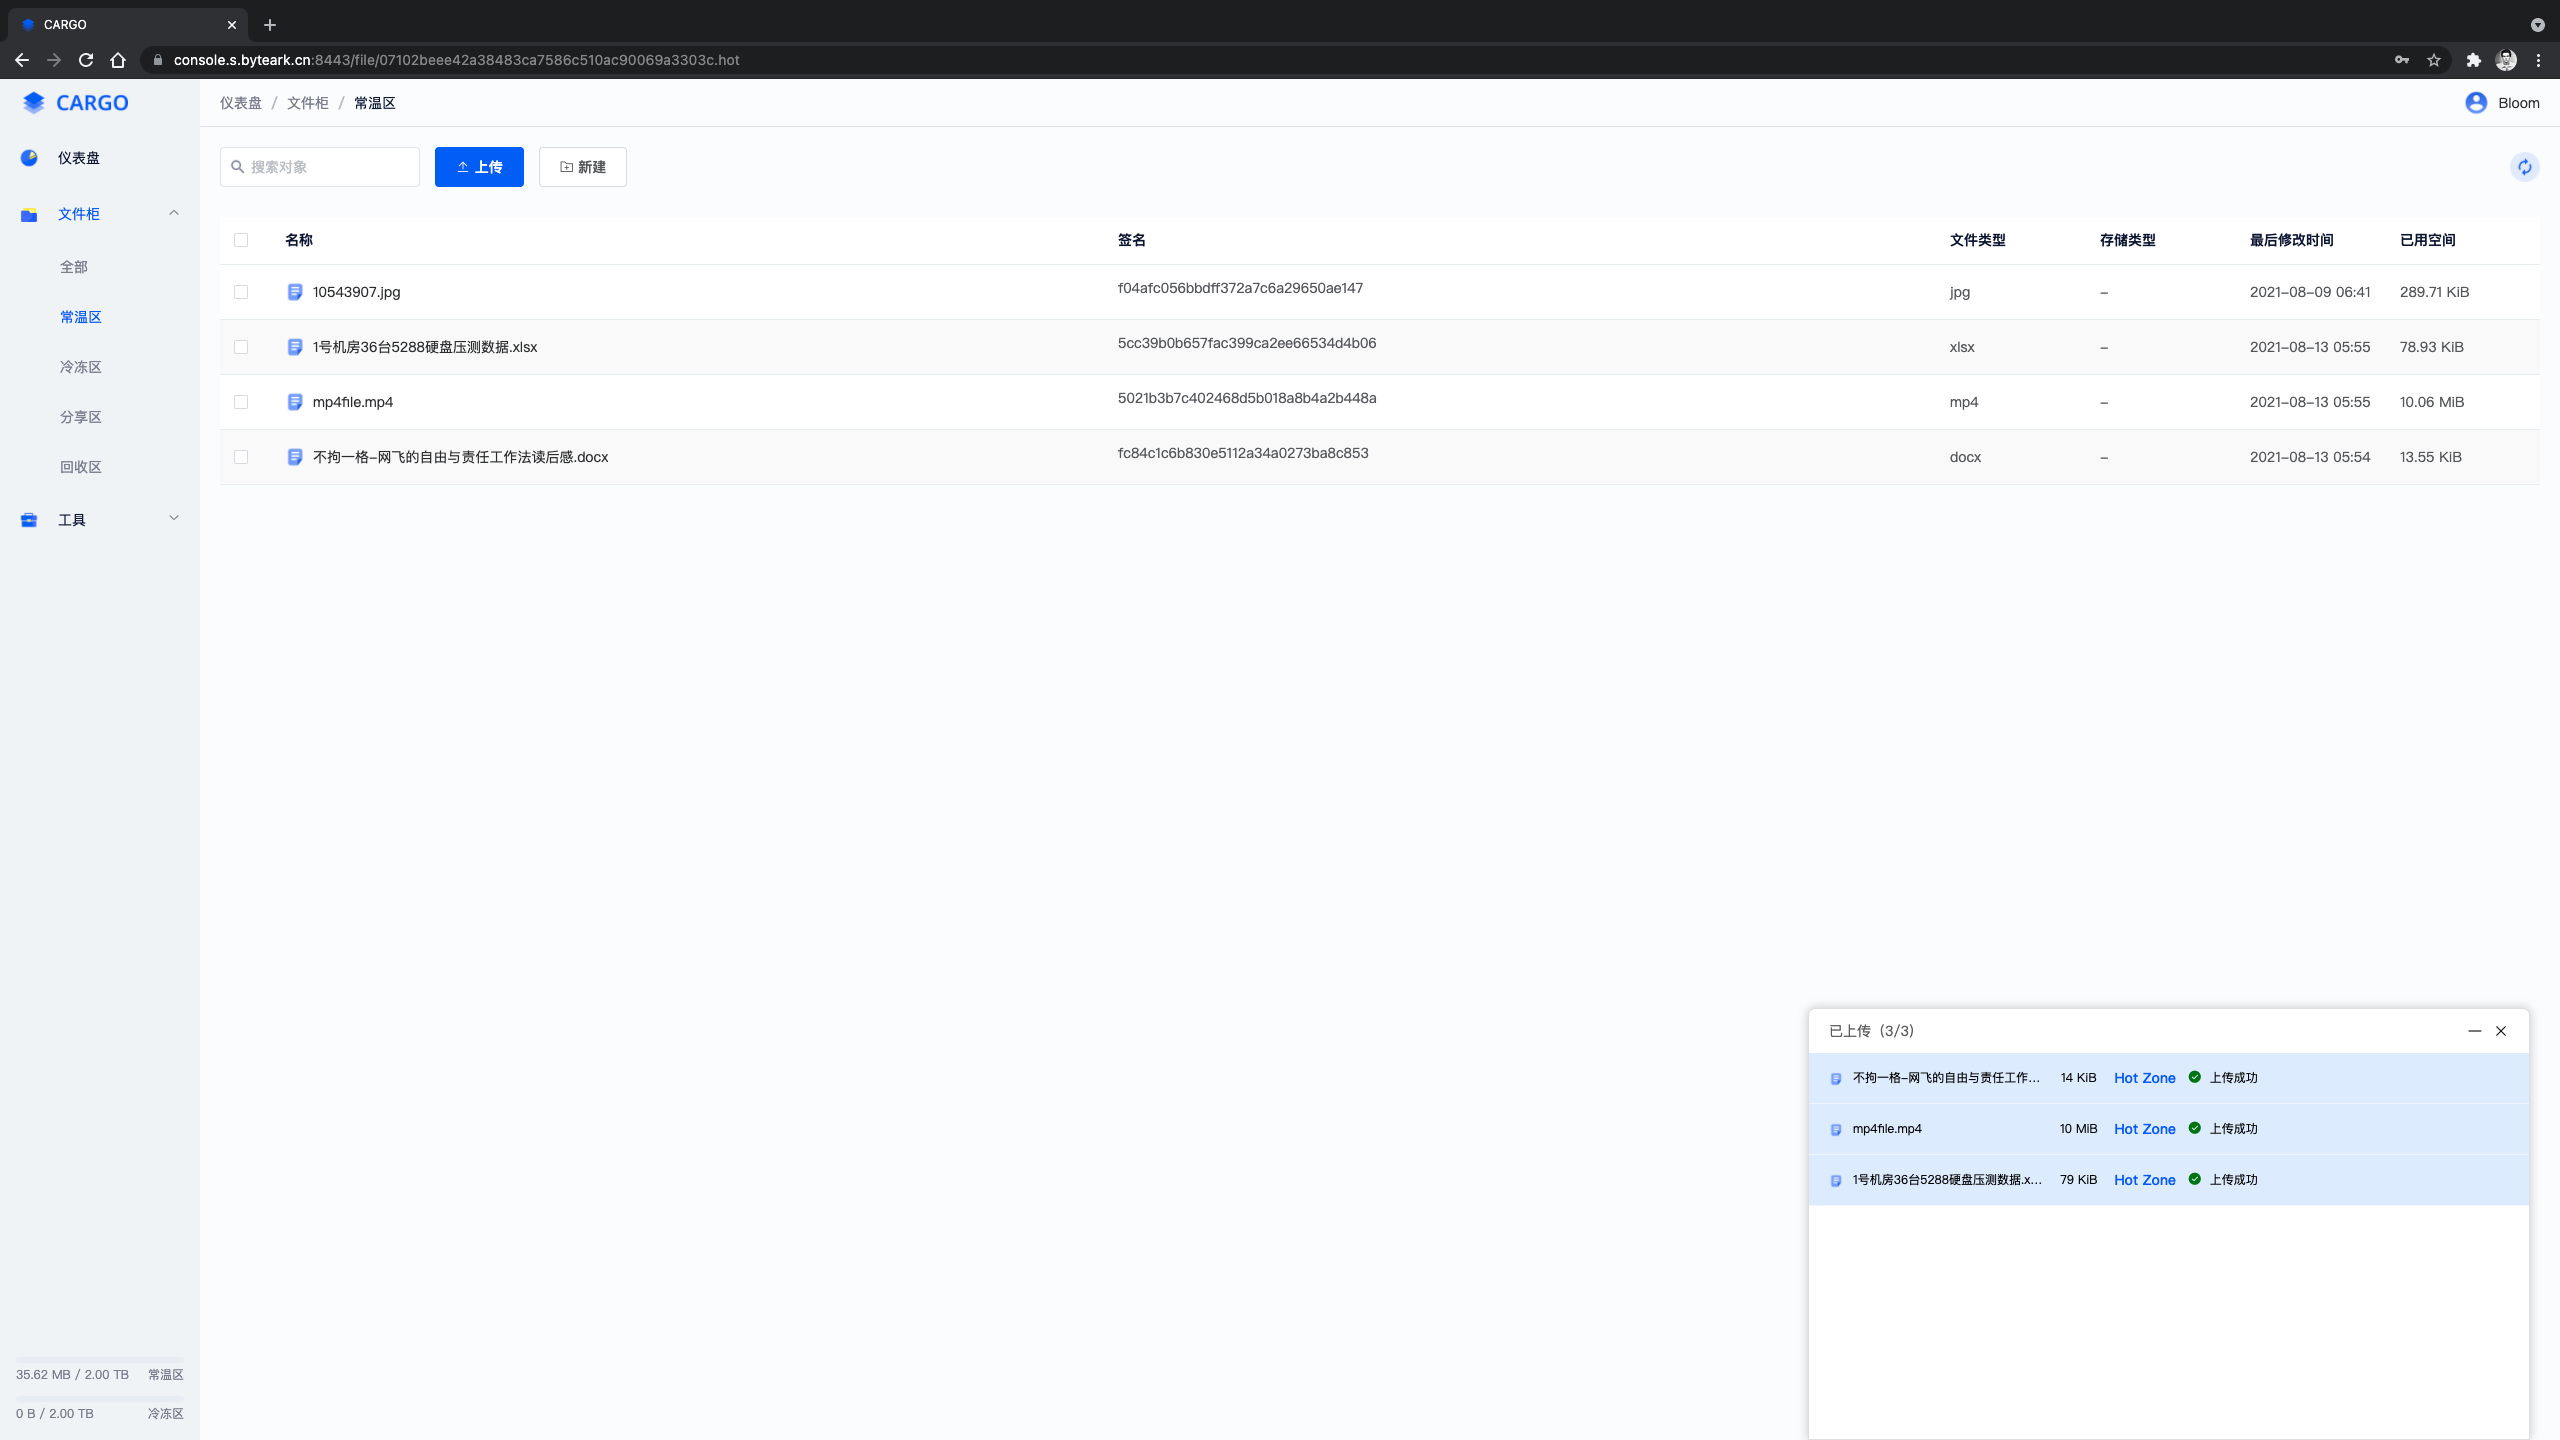 CARGO
console.s.byteark.cn:8443/file/07102beee42a38483ca7586c510ac90069a3303c.hot
CARGO
仪表盘 / 文件柜 / 常温区
Bloom
仪表盘
文件柜
全部
常温区
冷冻区
分享区
回收区
工具
搜索对象
上传
新建
名称 签名 文件类型 存储类型 最后修改时间 已用空间
10543907.jpg f04afc056bbdff372a7c6a29650ae147 jpg - 2021-08-09 06:41 289.71 KiB
1号机房36台5288硬盘压测数据.xlsx 5cc39b0b657fac399ca2ee66534d4b06 xlsx - 2021-08-13 05:55 78.93 KiB
mp4file.mp4 5021b3b7c402468d5b018a8b4a2b448a mp4 - 2021-08-13 05:55 10.06 MiB
不拘一格-网飞的自由与责任工作法读后感.docx fc84c1c6b830e5112a34a0273ba8c853 docx - 2021-08-13 05:54 13.55 KiB
已上传（3/3）
不拘一格-网飞的自由与责任工作... 14 KiB Hot Zone 上传成功
mp4file.mp4 10 MiB Hot Zone 上传成功
1号机房36台5288硬盘压测数据.x... 79 KiB Hot Zone 上传成功
35.62 MB / 2.00 TB 常温区
0 B / 2.00 TB 冷冻区